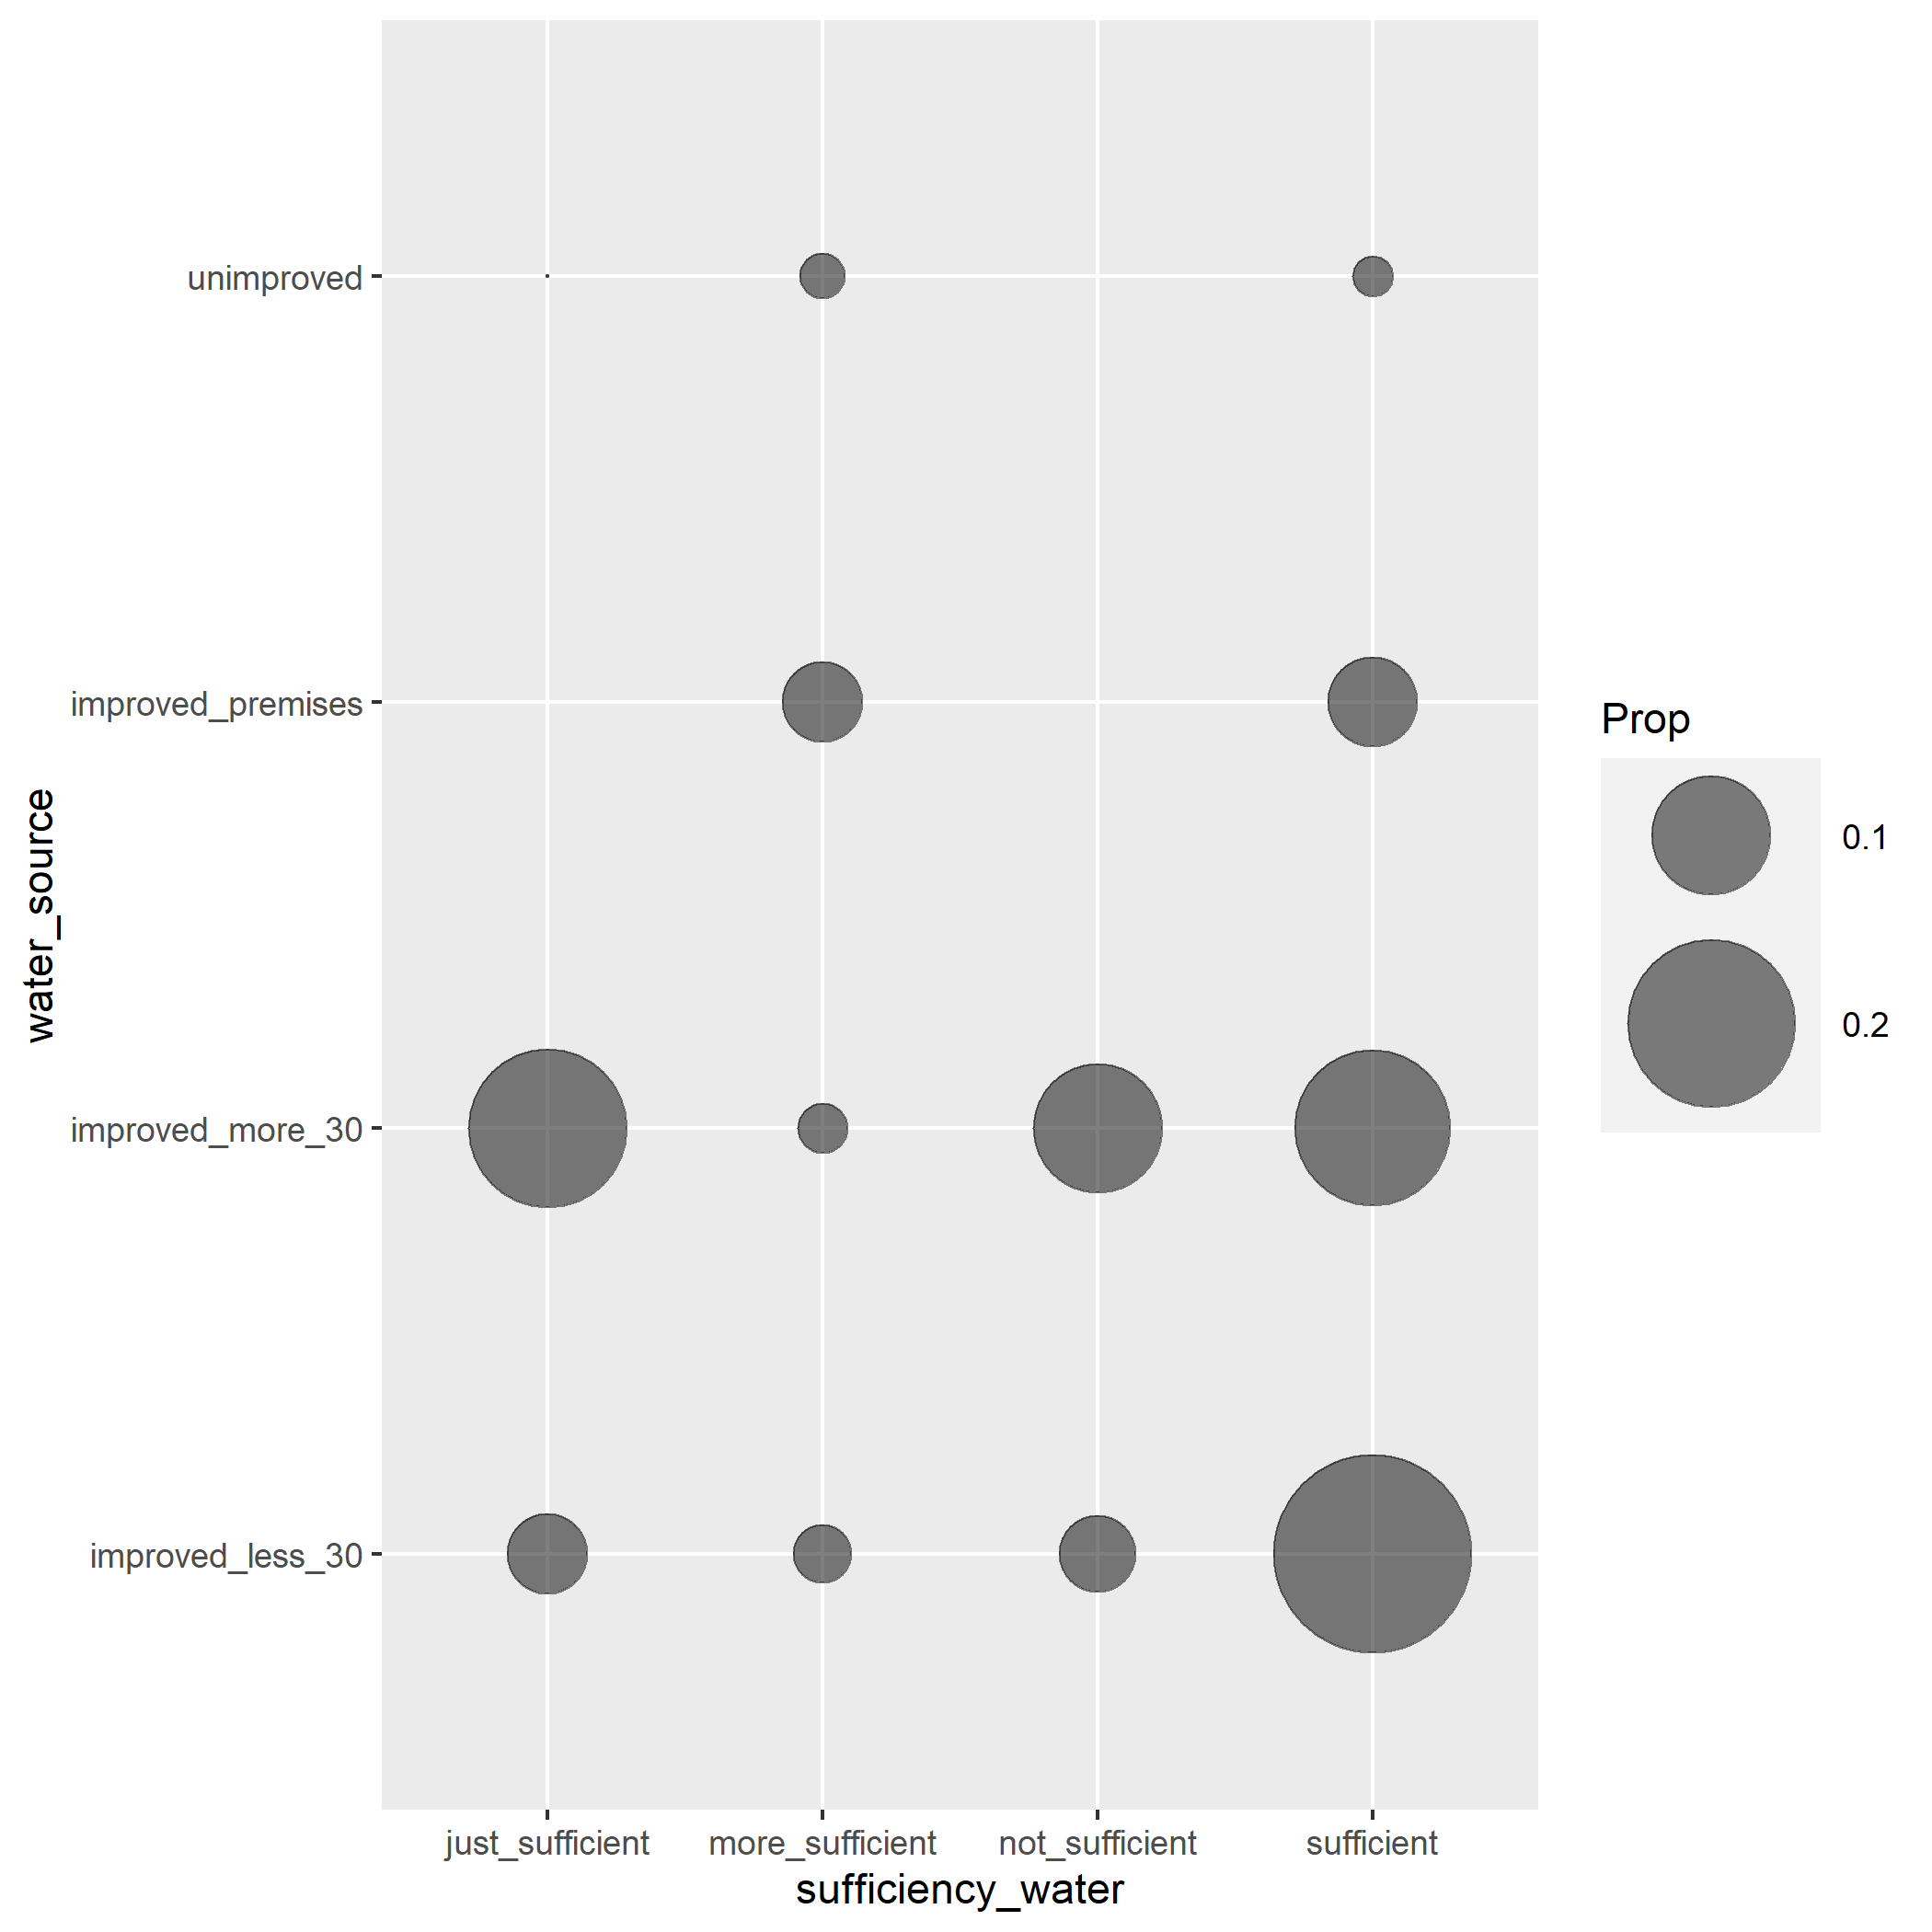 unimproved
improved_premises
improved_more_30
improved_less_30
water_source
just_sufficient
more_sufficient
not_sufficient
sufficient
sufficiency_water
Prop
0.1
0.2